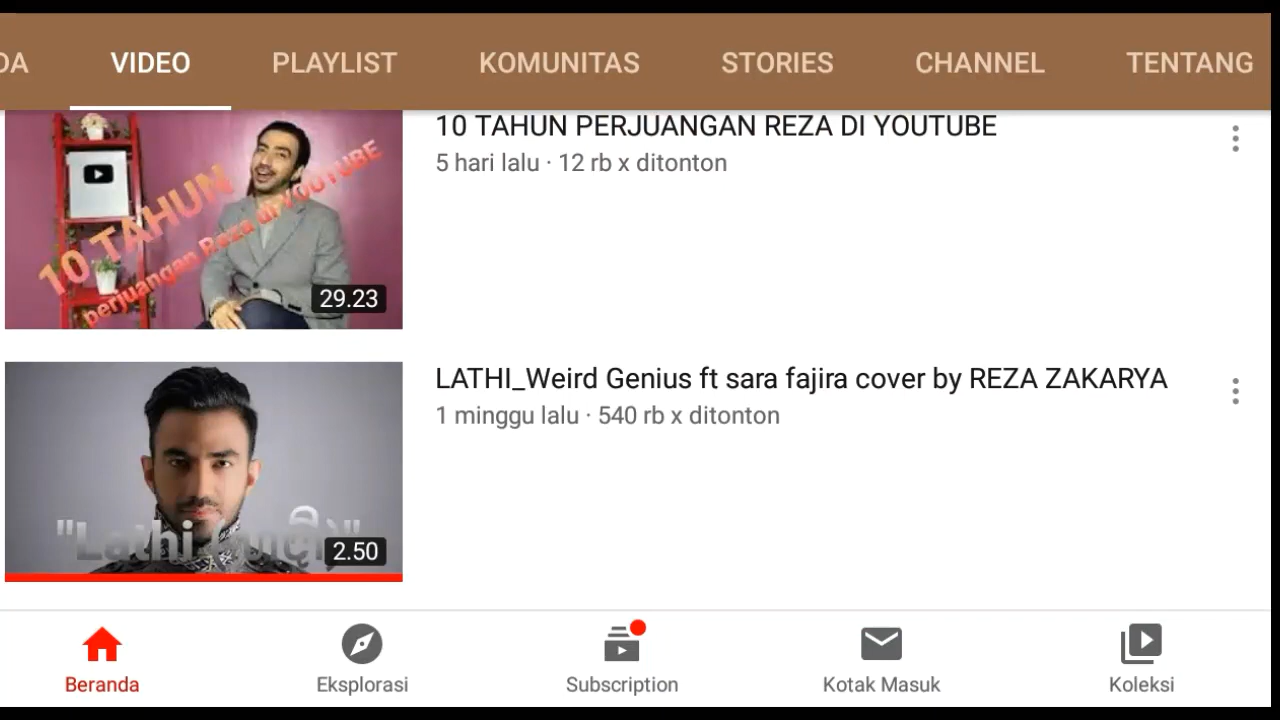 DA VIDEO PLAYLIST KOMUNITAS STORIES CHANNEL TENTANG
10 TAHUN
perjuangan Reza di YOUTUBE
29.23
10 TAHUN PERJUANGAN REZA DI YOUTUBE
5 hari lalu · 12 rb x ditonton
"Lathi
2.50
LATHI_Weird Genius ft sara fajira cover by REZA ZAKARYA
1 minggu lalu · 540 rb x ditonton
Beranda Eksplorasi Subscription Kotak Masuk Koleksi